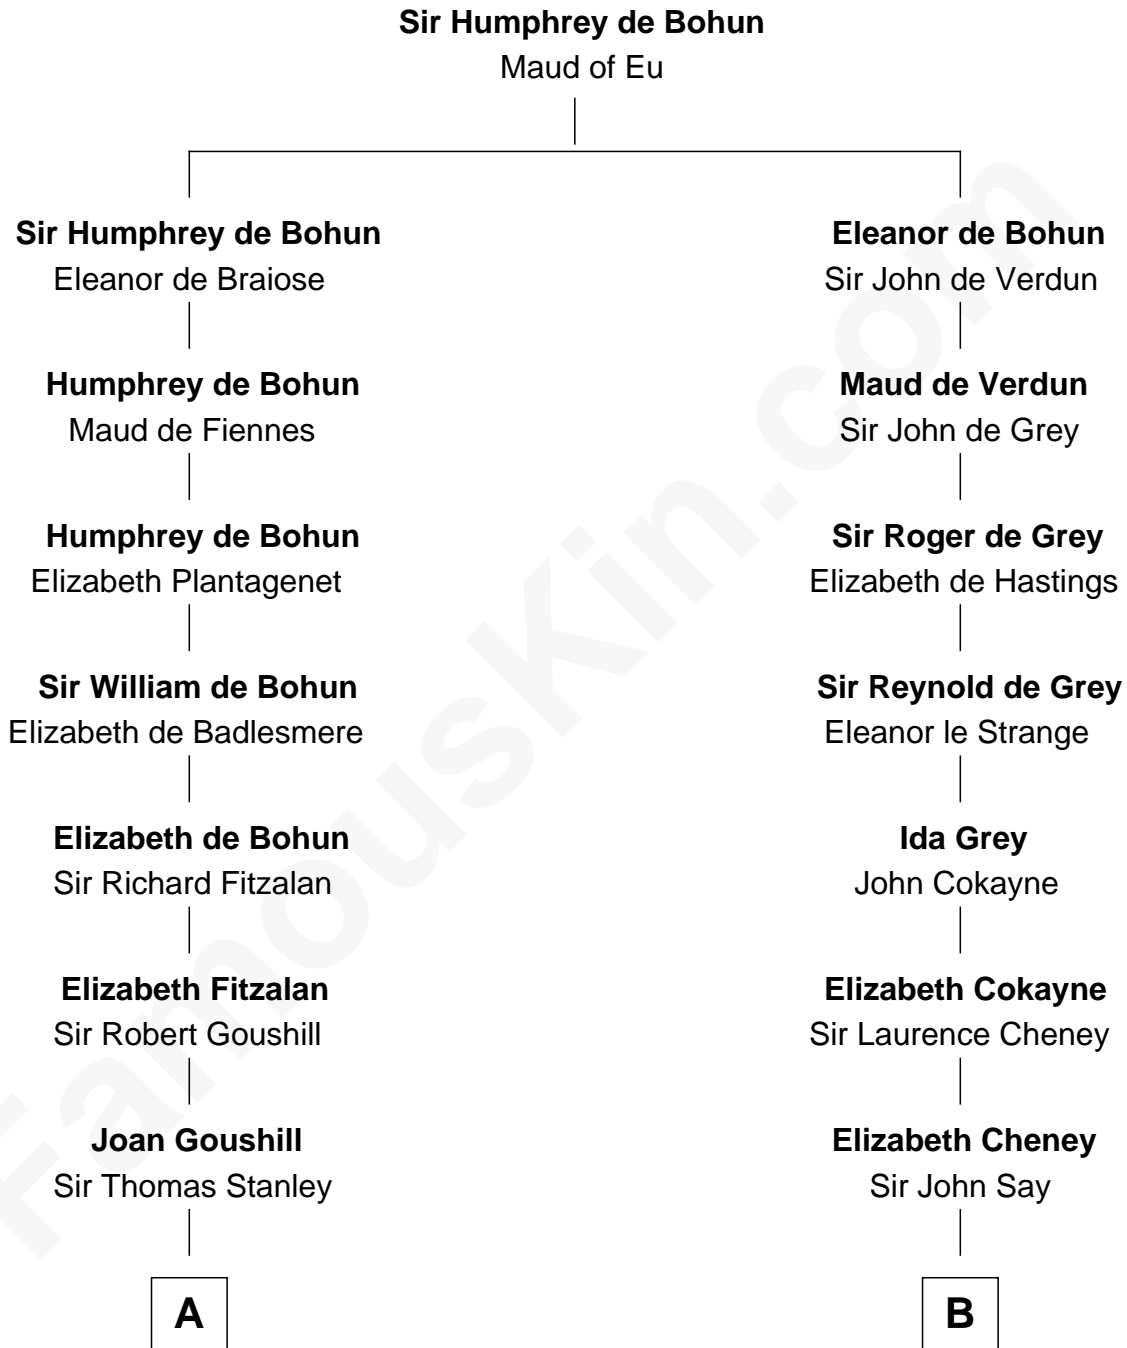 Sir Humphrey de Bohun
Maud of Eu
Sir Humphrey de Bohun
Eleanor de Braiose
Eleanor de Bohun
Sir John de Verdun
Humphrey de Bohun
Maud de Fiennes
Maud de Verdun
Sir John de Grey
Humphrey de Bohun
Elizabeth Plantagenet
Sir Roger de Grey
Elizabeth de Hastings
Sir William de Bohun
Elizabeth de Badlesmere
Sir Reynold de Grey
Eleanor le Strange
Elizabeth de Bohun
Sir Richard Fitzalan
Ida Grey
John Cokayne
Elizabeth Fitzalan
Sir Robert Goushill
Elizabeth Cokayne
Sir Laurence Cheney
Joan Goushill
Sir Thomas Stanley
Elizabeth Cheney
Sir John Say
A
B
FamousKin.com